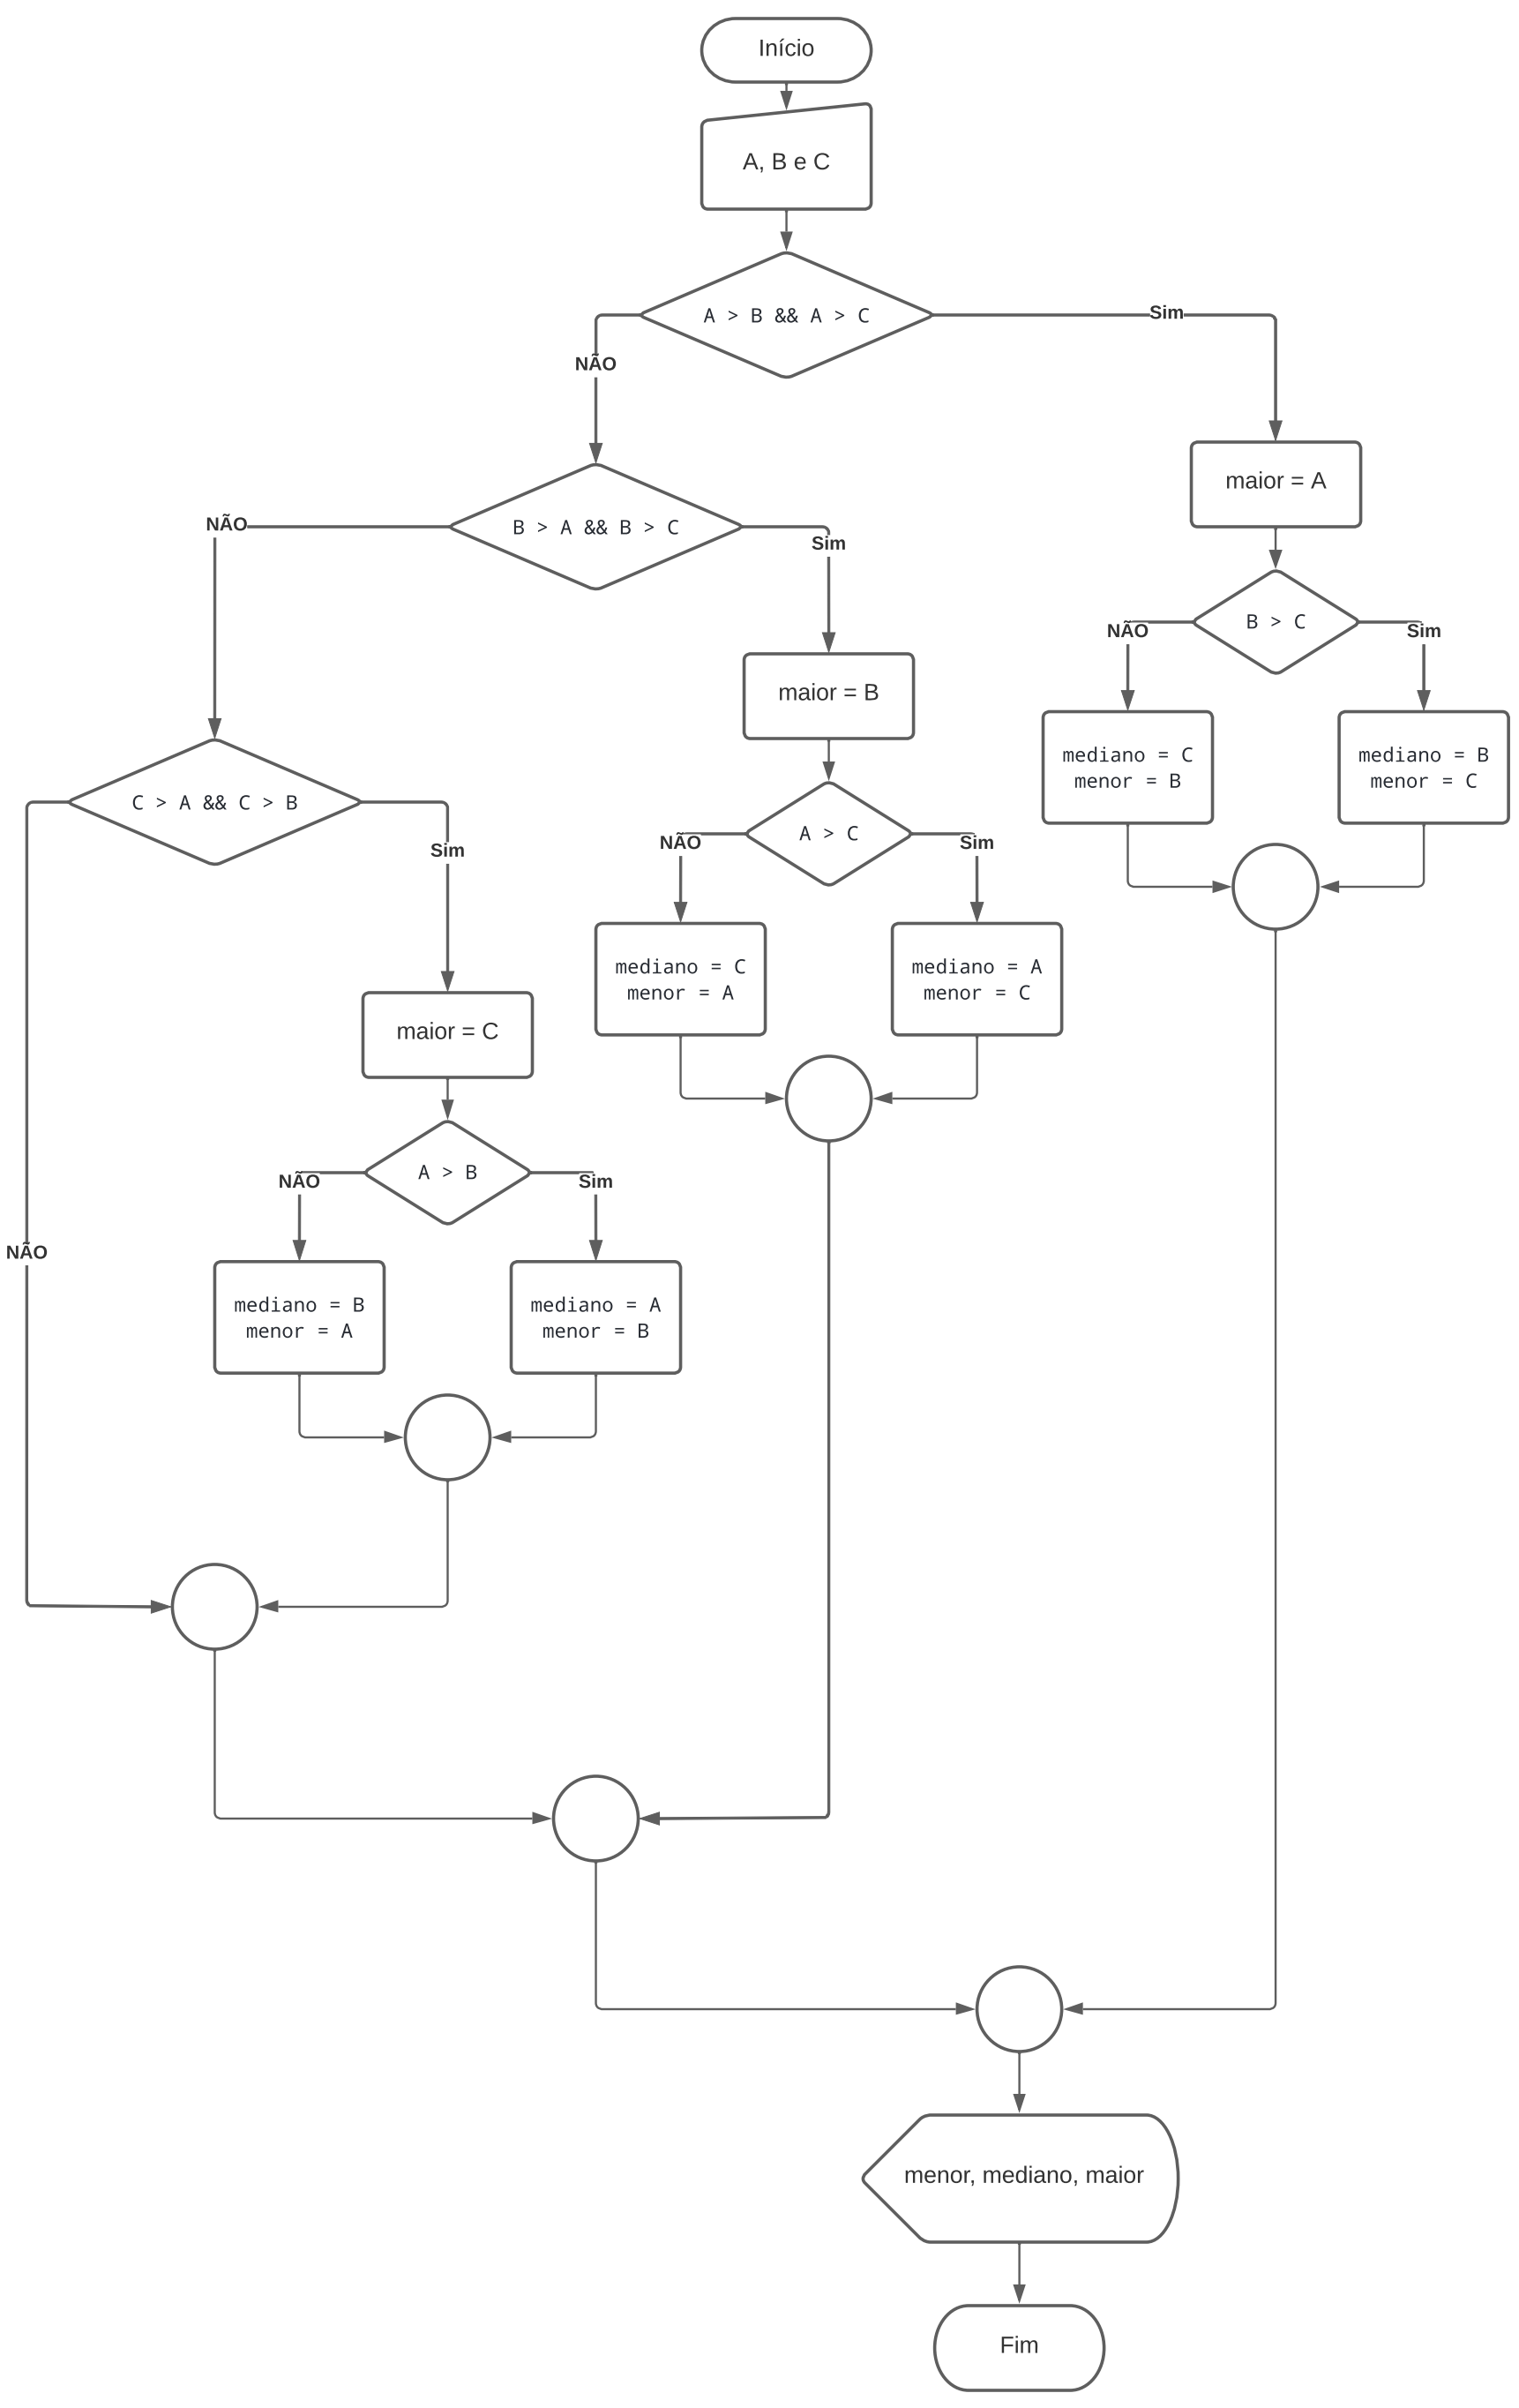 Início
A, B e C
A > B && A > C
Sim
NÃO
maior = A
NÃO
B > A && B > C
Sim
B > C
NÃO
Sim
maior = B
mediano = C
menor = B
mediano = B
menor = C
C > A && C > B
Sim
A > C
NÃO
Sim
mediano = C
menor = A
mediano = A
menor = C
maior = C
A > B
NÃO
Sim
NÃO
mediano = B
menor = A
mediano = A
menor = B
menor, mediano, maior
Fim